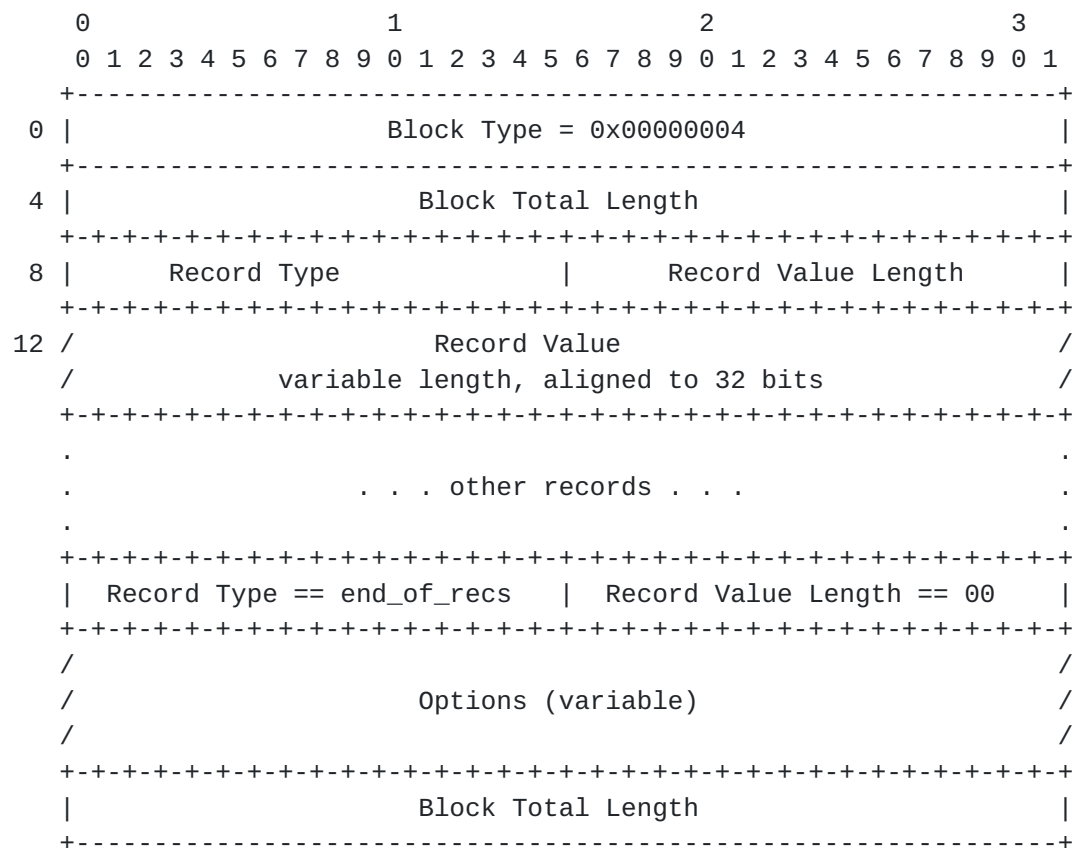 0                   1                   2                   3
    0 1 2 3 4 5 6 7 8 9 0 1 2 3 4 5 6 7 8 9 0 1 2 3 4 5 6 7 8 9 0 1
   +---------------------------------------------------------------+
 0 |                    Block Type = 0x00000004                    |
   +---------------------------------------------------------------+
 4 |                      Block Total Length                       |
   +-+-+-+-+-+-+-+-+-+-+-+-+-+-+-+-+-+-+-+-+-+-+-+-+-+-+-+-+-+-+-+-+
 8 |      Record Type              |      Record Value Length      |
   +-+-+-+-+-+-+-+-+-+-+-+-+-+-+-+-+-+-+-+-+-+-+-+-+-+-+-+-+-+-+-+-+
12 /                       Record Value                            /
   /             variable length, aligned to 32 bits               /
   +-+-+-+-+-+-+-+-+-+-+-+-+-+-+-+-+-+-+-+-+-+-+-+-+-+-+-+-+-+-+-+-+
   .                                                               .
   .                  . . . other records . . .                    .
   .                                                               .
   +-+-+-+-+-+-+-+-+-+-+-+-+-+-+-+-+-+-+-+-+-+-+-+-+-+-+-+-+-+-+-+-+
   |  Record Type == end_of_recs   |  Record Value Length == 00    |
   +-+-+-+-+-+-+-+-+-+-+-+-+-+-+-+-+-+-+-+-+-+-+-+-+-+-+-+-+-+-+-+-+
   /                                                               /
   /                      Options (variable)                       /
   /                                                               /
   +-+-+-+-+-+-+-+-+-+-+-+-+-+-+-+-+-+-+-+-+-+-+-+-+-+-+-+-+-+-+-+-+
   |                      Block Total Length                       |
   +---------------------------------------------------------------+